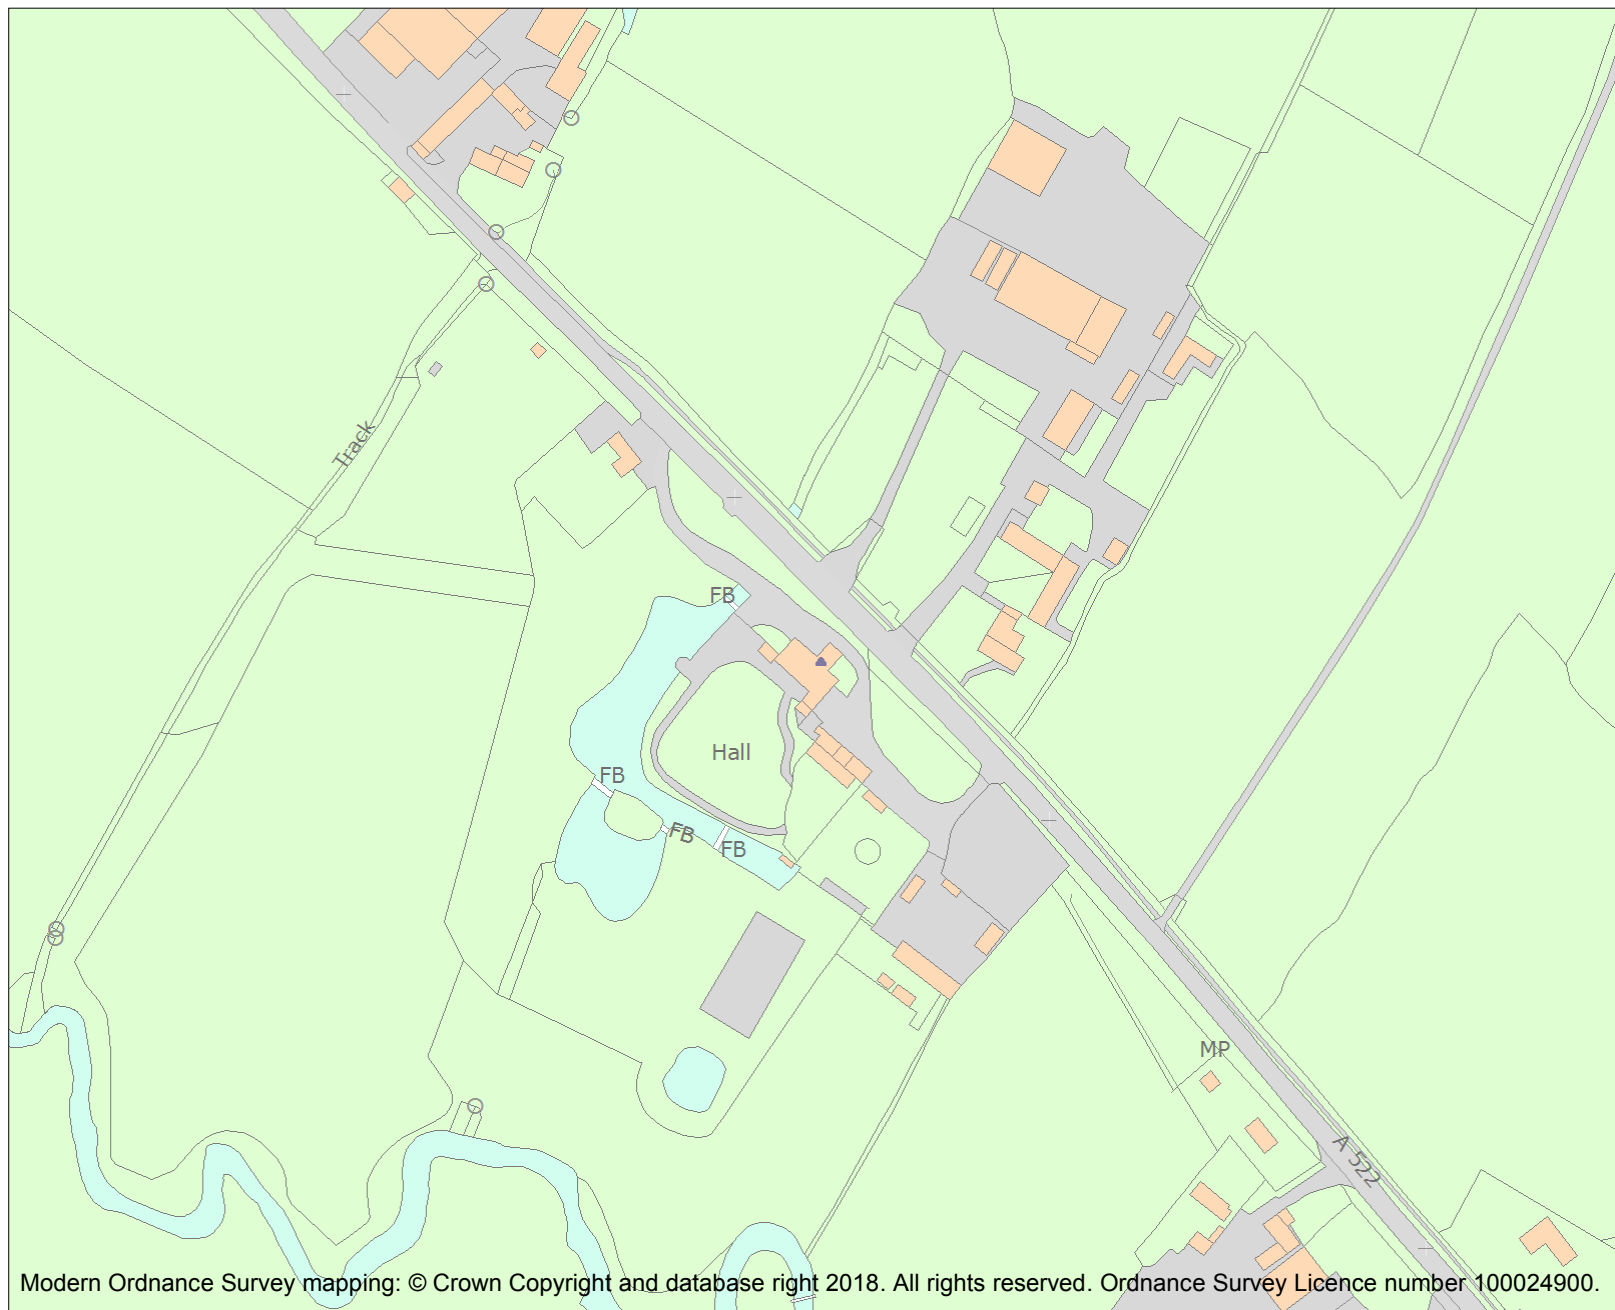 Track
FB
Hall
FB
FB
FB
MP
A 522
Modern Ordnance Survey mapping: © Crown Copyright and database right 2018. All rights reserved. Ordnance Survey Licence number 100024900.